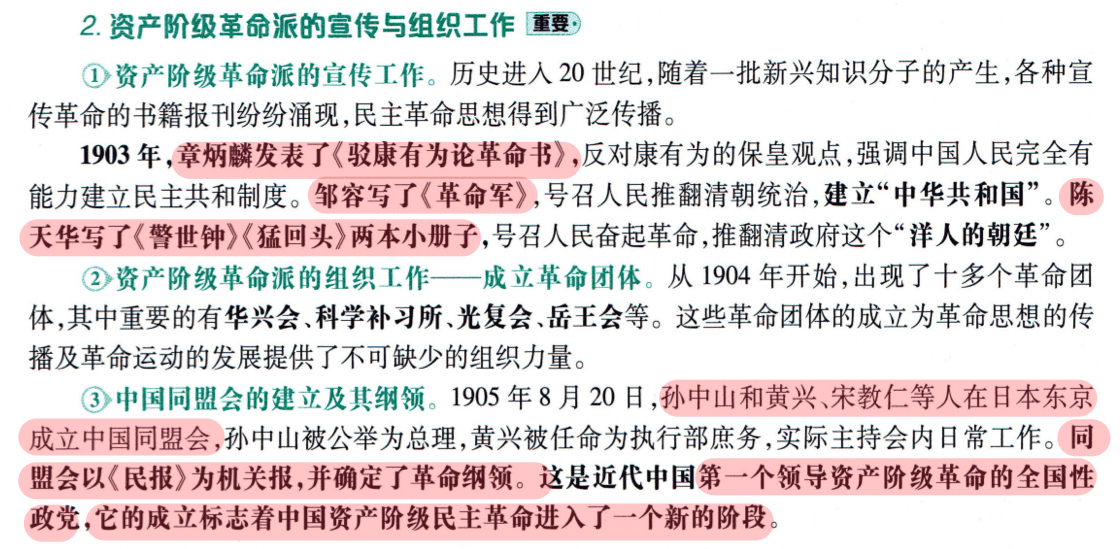 2. 资产阶级革命派的宣传与组织工作 重要
①资产阶级革命派的宣传工作。历史进入 20 世纪,随着一批新兴知识分子的产生,各种宣
传革命的书籍报刊纷纷涌现,民主革命思想得到广泛传播。
1903 年,章炳麟发表了《驳康有为论革命书》,反对康有为的保皇观点,强调中国人民完全有
能力建立民主共和制度。邹容写了《革命军》,号召人民推翻清朝统治,建立“中华共和国”。陈
天华写了《警世钟》《猛回头》两本小册子,号召人民奋起革命,推翻清政府这个“洋人的朝廷”。
②资产阶级革命派的组织工作——成立革命团体。从 1904 年开始,出现了十多个革命团
体,其中重要的有华兴会、科学补习所、光复会、岳王会等。这些革命团体的成立为革命思想的传
播及革命运动的发展提供了不可缺少的组织力量。
③中国同盟会的建立及其纲领。1905 年 8 月 20 日,孙中山和黄兴、宋教仁等人在日本东京
成立中国同盟会,孙中山被公举为总理,黄兴被任命为执行部庶务,实际主持会内日常工作。同
盟会以《民报》为机关报,并确定了革命纲领。这是近代中国第一个领导资产阶级革命的全国性
政党,它的成立标志着中国资产阶级民主革命进入了一个新的阶段。